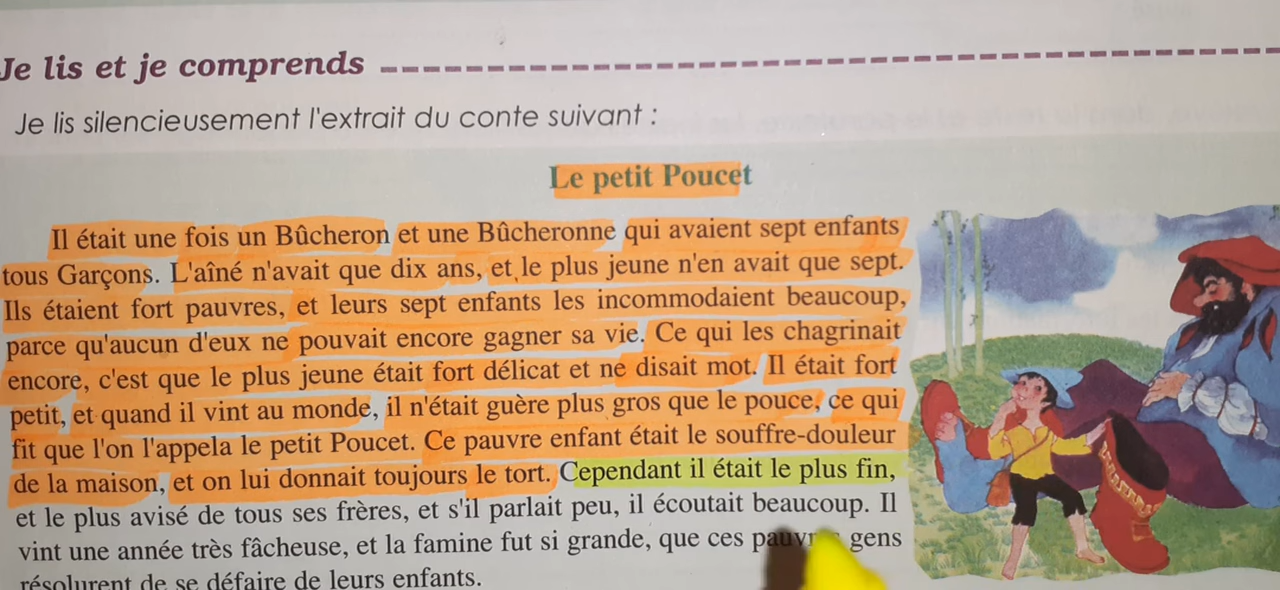 Je lis et je comprends
Je lis silencieusement l'extrait du conte suivant :
Le petit Poucet
Il était une fois un Bûcheron et une Bûcheronne qui avaient sept enfants
tous Garçons. L'aîné n'avait que dix ans, et le plus jeune n'en avait que sept.
Ils étaient fort pauvres, et leurs sept enfants les incommodaient beaucoup,
parce qu'aucun d'eux ne pouvait encore gagner sa vie. Ce qui les chagrinait
encore, c'est que le plus jeune était fort délicat et ne disait mot. Il était fort
petit, et quand il vint au monde, il n'était guère plus gros que le pouce, ce qui
fit que l'on l'appela le petit Poucet. Ce pauvre enfant était le souffre-douleur
de la maison, et on lui donnait toujours le tort. Cependant il était le plus fin,
et le plus avisé de tous ses frères, et s'il parlait peu, il écoutait beaucoup. Il
vint une année très fâcheuse, et la famine fut si grande, que ces gens
résolurent de se défaire de leurs enfants.